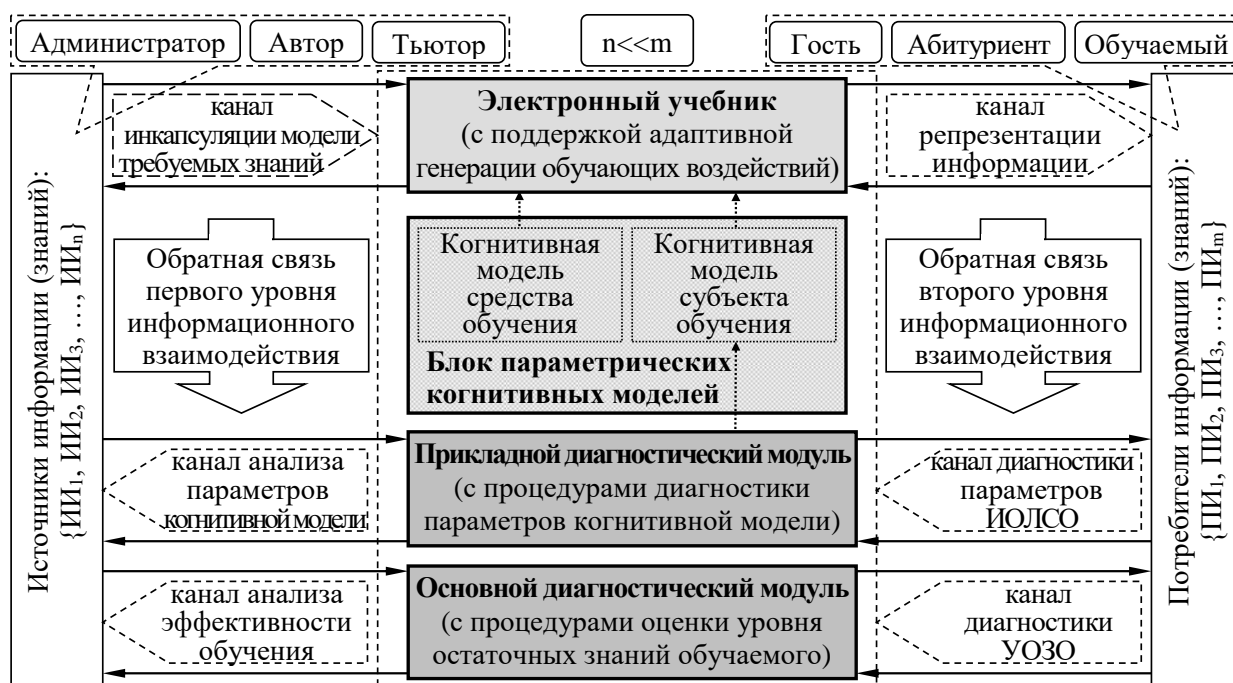 Администратор
Автор
Тьютор
n<<m
Гость
Абитуриент
Обучаемый
Источники информации (знаний):
{ИИ₁, ИИ₂, ИИ₃, …, ИИₙ}
канал
инкапсуляции модели
требуемых знаний
Электронный учебник
(с поддержкой адаптивной
генерации обучающих воздействий)
канал
репрезентации
информации
Потребители информации (знаний):
{ПИ₁, ПИ₂, ПИ₃, …, ПИₘ}
Обратная связь
первого уровня
информационного
взаимодействия
Когнитивная
модель
средства
обучения
Когнитивная
модель
субъекта
обучения
Блок параметрических
когнитивных моделей
Обратная связь
второго уровня
информационного
взаимодействия
канал анализа
параметров
когнитивной модели
Прикладной диагностический модуль
(с процедурами диагностики
параметров когнитивной модели)
канал диагностики
параметров
ИОЛСО
канал анализа
эффективности
обучения
Основной диагностический модуль
(с процедурами оценки уровня
остаточных знаний обучаемого)
канал
диагностики
УОЗО